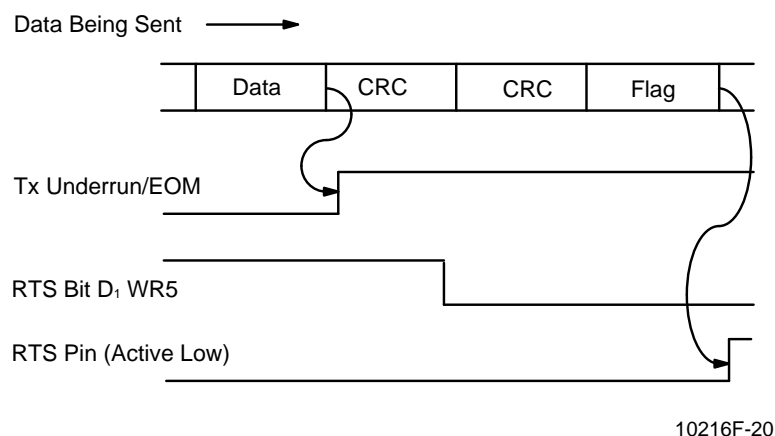 Data Being Sent
Data CRC CRC Flag
Tx Underrun/EOM
RTS Bit D₁ WR5
RTS Pin (Active Low)
10216F-20